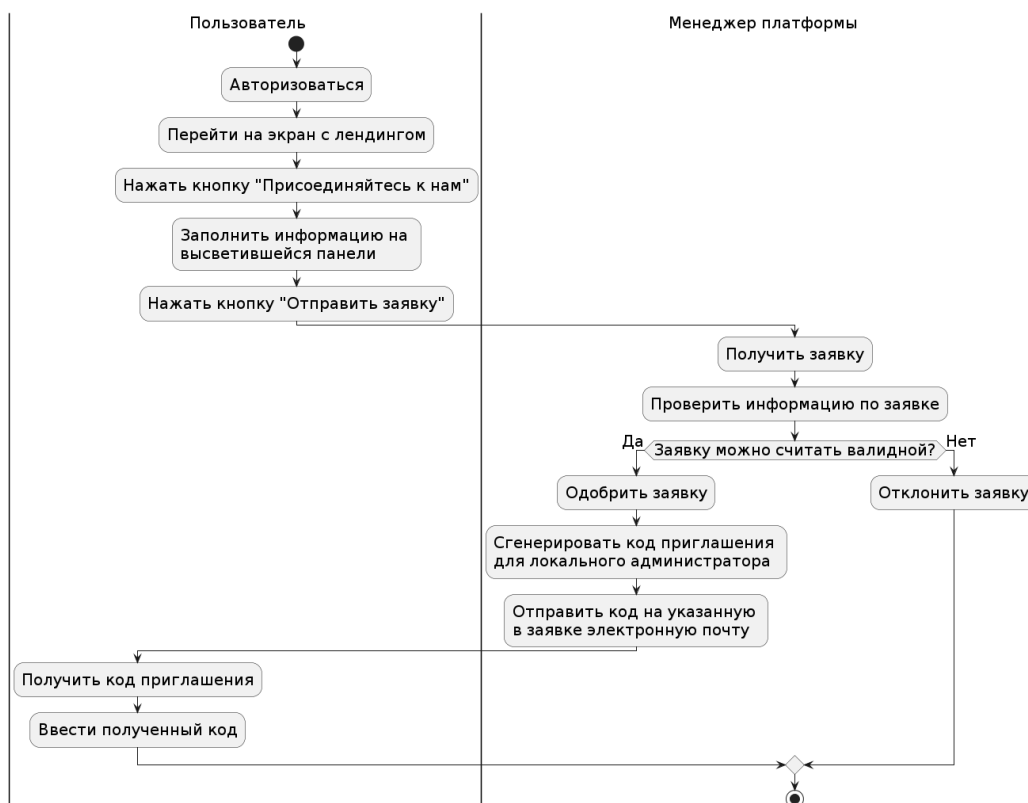 Пользователь
Менеджер платформы
Авторизоваться
Перейти на экран с лендингом
Нажать кнопку "Присоединяйтесь к нам"
Заполнить информацию на
высветившейся панели
Нажать кнопку "Отправить заявку"
Получить заявку
Проверить информацию по заявке
Да
Заявку можно считать валидной?
Нет
Одобрить заявку
Отклонить заявку
Сгенерировать код приглашения
для локального администратора
Отправить код на указанную
в заявке электронную почту
Получить код приглашения
Ввести полученный код